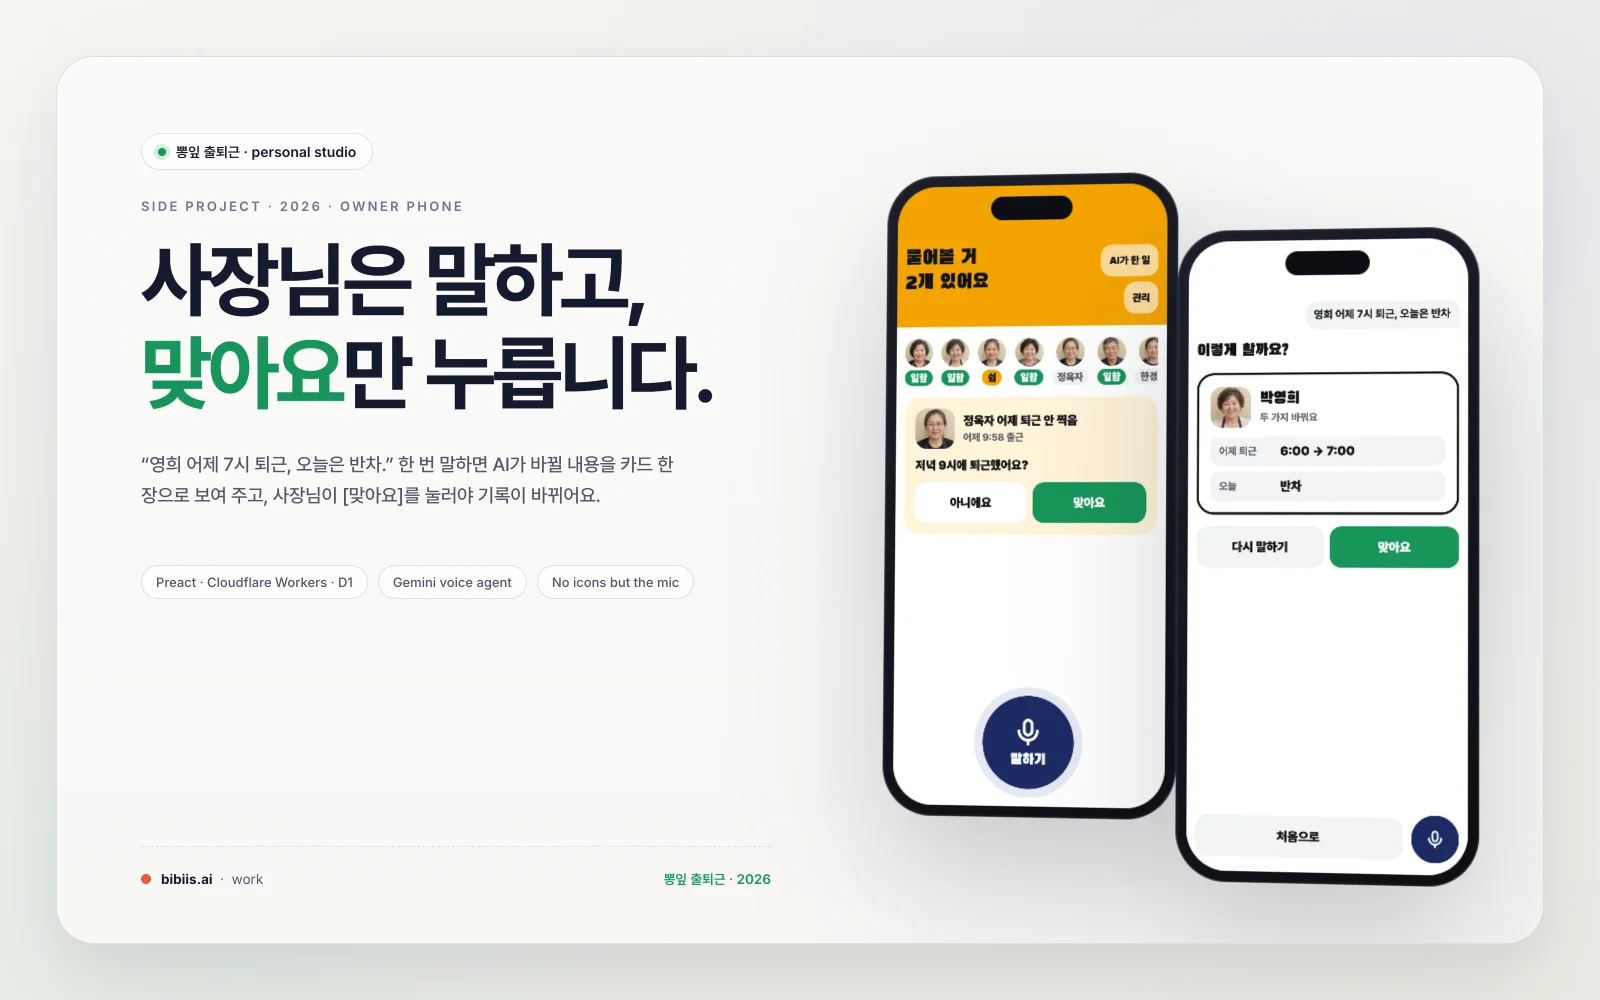 뽕잎 출퇴근 · personal studio
SIDE PROJECT · 2026 · OWNER PHONE
사장님은 말하고,
맞아요만 누릅니다.
“영희 어제 7시 퇴근, 오늘은 반차.” 한 번 말하면 AI가 바뀔 내용을 카드 한
장으로 보여 주고, 사장님이 [맞아요]를 눌러야 기록이 바뀌어요.
Preact · Cloudflare Workers · D1
Gemini voice agent
No icons but the mic
bibiis.ai · work
뽕잎 출퇴근 · 2026
물어볼 거
2개 있어요
AI가 한 일
관리
일함
일함
쉼
일함
정옥자
일함
한경
정옥자 어제 퇴근 안 찍음
어제 9:58 출근
저녁 9시에 퇴근했어요?
아니에요
맞아요
말하기
영희 어제 7시 퇴근, 오늘은 반차
이렇게 할까요?
박영희
두 가지 바꿔요
어제 퇴근 6:00 → 7:00
오늘 반차
다시 말하기
맞아요
처음으로